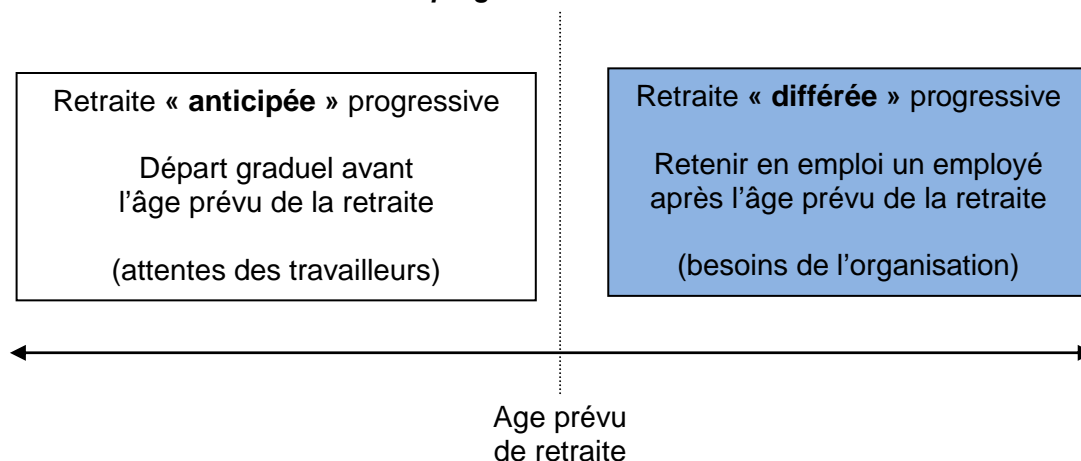 Retraite « anticipée » progressive
Départ graduel avant
l'âge prévu de la retraite
(attentes des travailleurs)
Retraite « différée » progressive
Retenir en emploi un employé
après l'âge prévu de la retraite
(besoins de l'organisation)
Age prévu
de retraite